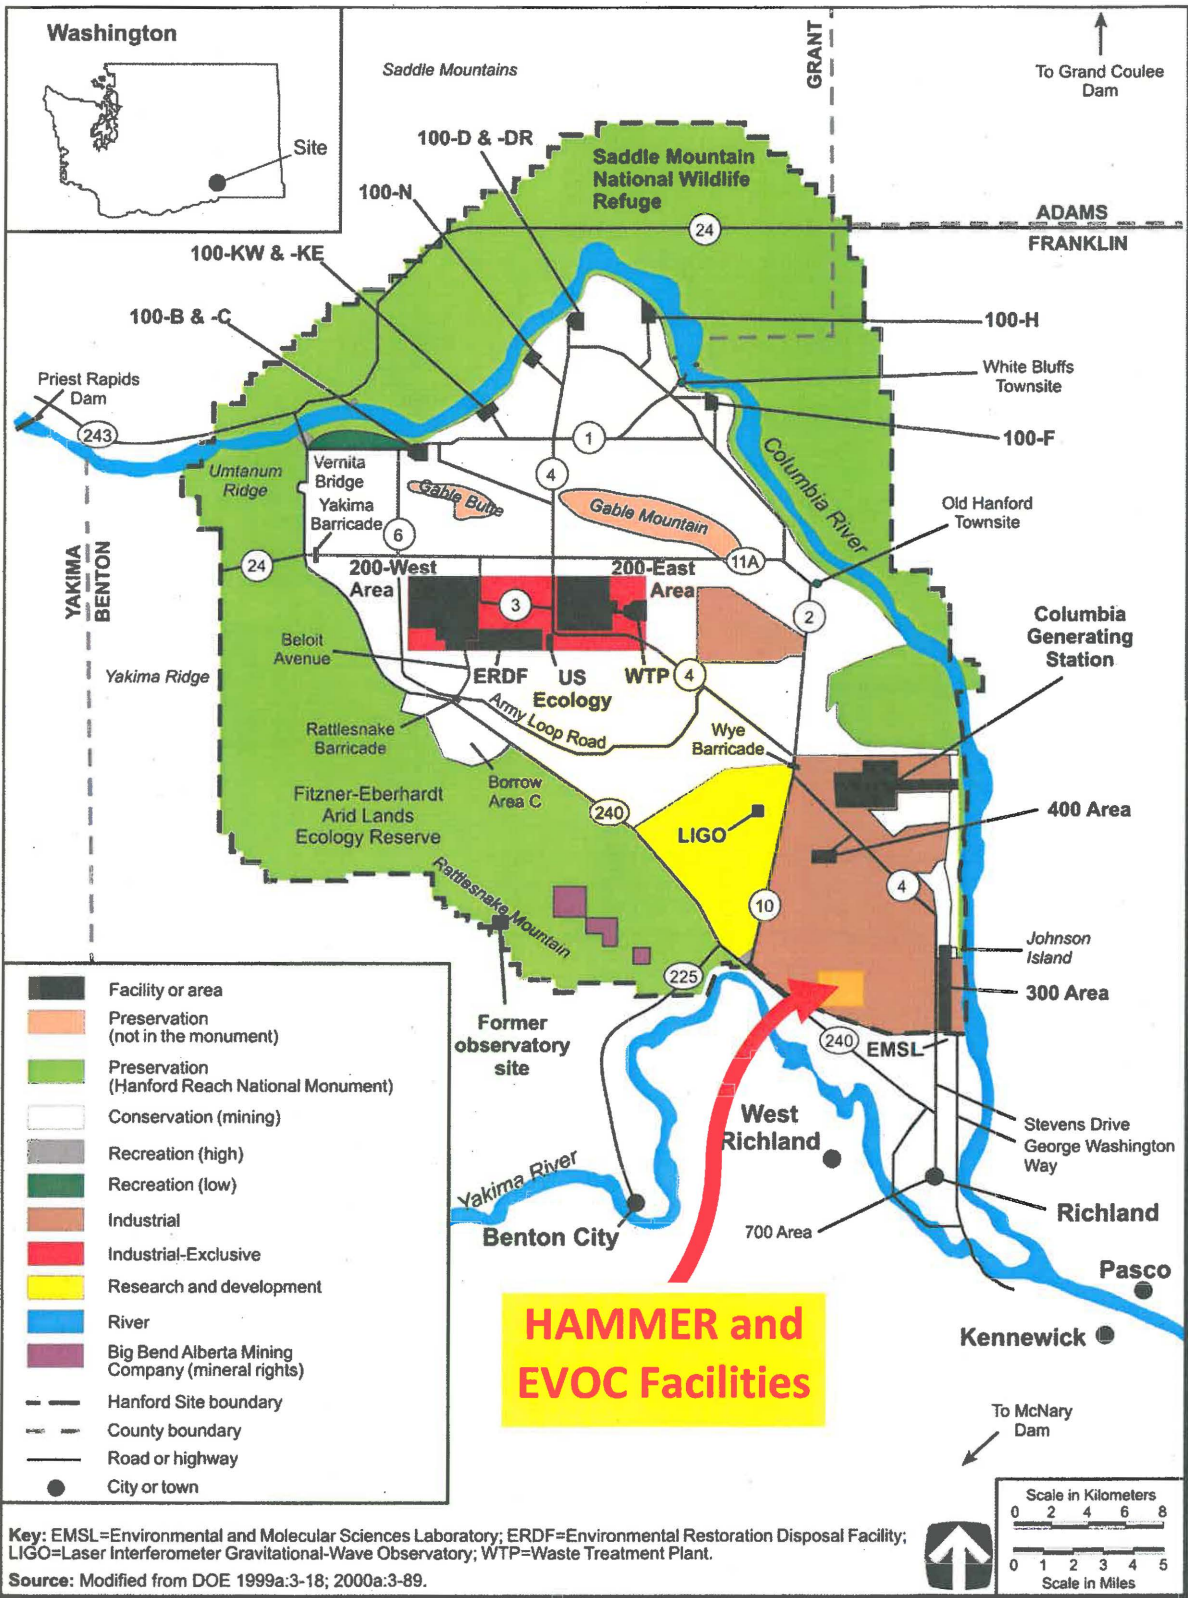 Washington
Site
Saddle Mountains
GRANT
To Grand Coulee
Dam
100-D & -DR
Saddle Mountain
National Wildlife
Refuge
100-N
24
ADAMS
FRANKLIN
100-KW & -KE
100-B & -C
100-H
Priest Rapids
Dam
White Bluffs
Townsite
243
1
100-F
Umtanum
Ridge
Vernita
Bridge
4
Columbia River
Gable Butte
Gable Mountain
Yakima
Barricade
Old Hanford
Townsite
6
24
11A
YAKIMA
BENTON
200-West
Area
200-East
Area
3
2
Columbia
Generating
Station
Beloit
Avenue
Yakima Ridge
ERDF
US
Ecology
WTP
4
Army Loop Road
Rattlesnake
Barricade
Wye
Barricade
Borrow
Area C
Fitzner-Eberhardt
Arid Lands
Ecology Reserve
240
LIGO
400 Area
4
10
Rattlesnake Mountain
Johnson
Island
225
300 Area
Former
observatory
site
240
EMSL
West
Richland
Stevens Drive
George Washington
Way
Yakima River
Benton City
700 Area
Richland
Pasco
Kennewick
HAMMER and
EVOC Facilities
To McNary
Dam
Facility or area
Preservation
(not in the monument)
Preservation
(Hanford Reach National Monument)
Conservation (mining)
Recreation (high)
Recreation (low)
Industrial
Industrial-Exclusive
Research and development
River
Big Bend Alberta Mining
Company (mineral rights)
Hanford Site boundary
County boundary
Road or highway
City or town
Scale in Kilometers
0 2 4 6 8
0 1 2 3 4 5
Scale in Miles
Key: EMSL=Environmental and Molecular Sciences Laboratory; ERDF=Environmental Restoration Disposal Facility;
LIGO=Laser Interferometer Gravitational-Wave Observatory; WTP=Waste Treatment Plant.
Source: Modified from DOE 1999a:3-18; 2000a:3-89.